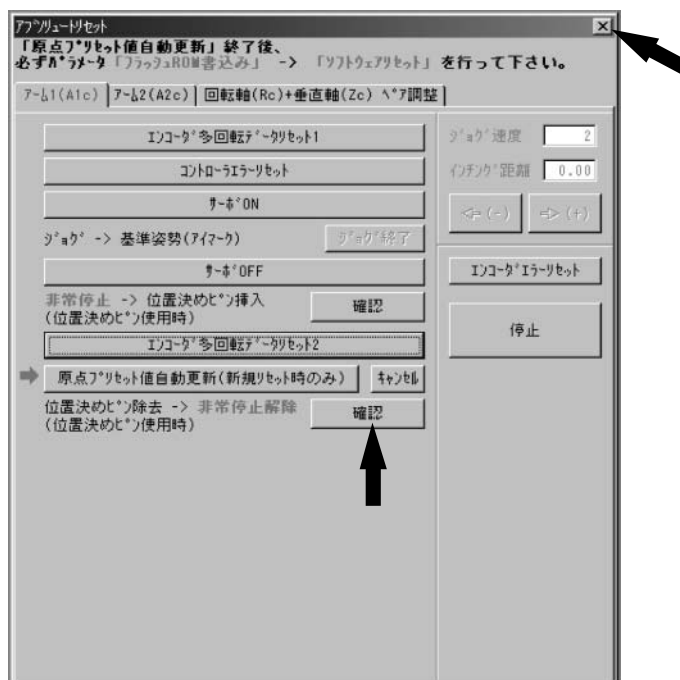 アブソリュートリセット
「原点プリセット値自動更新」終了後、
必ずパラメータ「フラッシュROM書込み」 -> 「ソフトウェアリセット」を行って下さい。
アーム1(A1c) アーム2(A2c) 回転軸(Rc)+垂直軸(Zc) ペア調整
エンコーダ多回転データリセット1
コントローラエラーリセット
サーボON
ジョグ -> 基準姿勢(アイマーク) ジョグ終了
サーボOFF
非常停止 -> 位置決めピン挿入
(位置決めピン使用時)
確認
エンコーダ多回転データリセット2
原点プリセット値自動更新(新規リセット時のみ) キャンセル
位置決めピン除去 -> 非常停止解除
(位置決めピン使用時)
確認
ジョグ速度 2
インチング距離 0.00
<=(-) =>(+)
エンコーダエラーリセット
停止